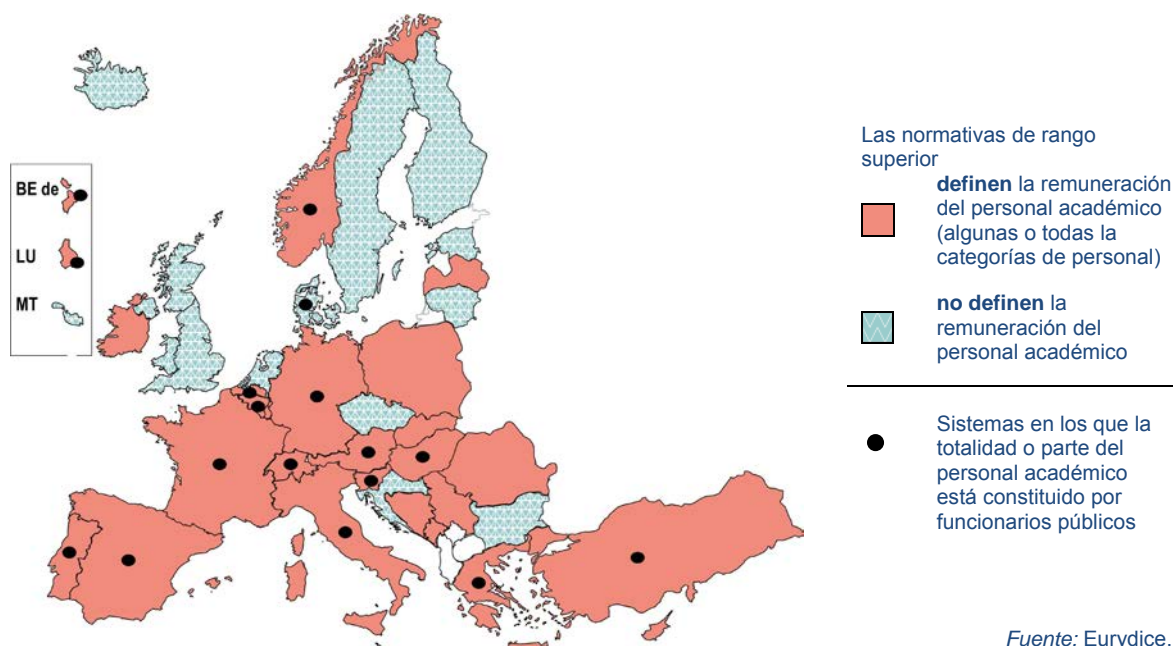 BE de
LU
MT
Las normativas de rango
superior
definen la remuneración
del personal académico
(algunas o todas la
categorías de personal)
no definen la
remuneración del
personal académico
Sistemas en los que la
totalidad o parte del
personal académico
está constituido por
funcionarios públicos
Fuente: Eurydice.